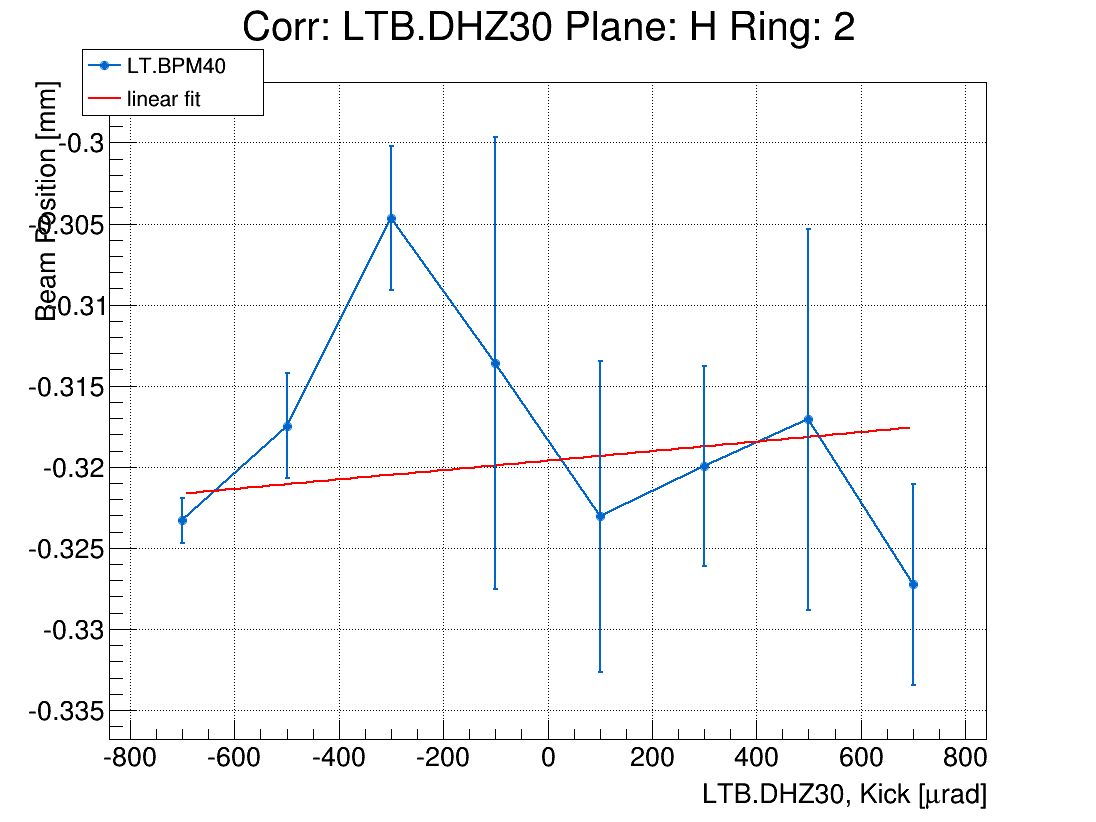 Corr: LTB.DHZ30 Plane: H Ring: 2
LT.BPM40
linear fit
Beam Position [mm]
-0.3
-0.305
-0.31
-0.315
-0.32
-0.325
-0.33
-0.335
-800 -600 -400 -200 0 200 400 600 800
LTB.DHZ30, Kick [μrad]